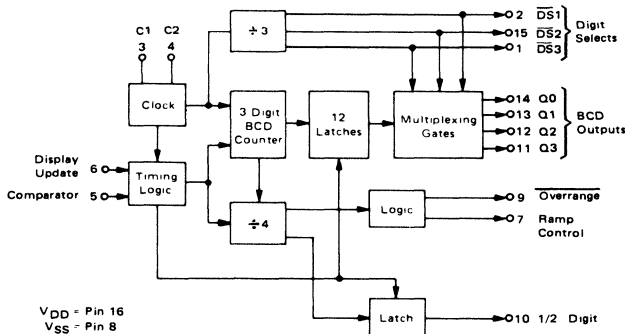 C1 C2
3 4
Clock
÷3
2 DS1
15 DS2
1 DS3
Digit
Selects
3 Digit
BCD
Counter
12
Latches
Multiplexing
Gates
14 Q0
13 Q1
12 Q2
11 Q3
BCD
Outputs
Display
Update 6
Comparator 5
Timing
Logic
÷4
Logic
9 Overrange
7 Ramp
Control
Latch
10 1/2 Digit
VDD = Pin 16
VSS = Pin 8